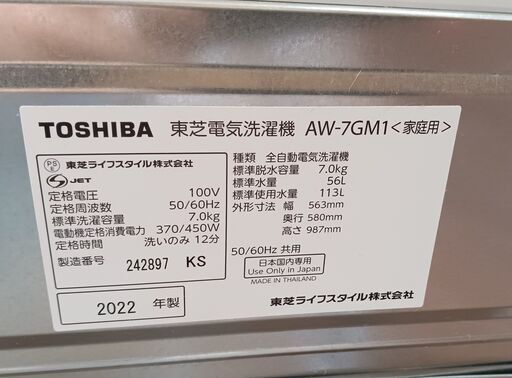 TOSHIBA 東芝電気洗濯機 AW-7GM1<家庭用>
PS E 東芝ライフスタイル株式会社
S JET
定格電圧 100V
定格周波数 50/60Hz
標準洗濯容量 7.0kg
電動機定格消費電力 370/450W
定格時間 洗いのみ 12分
製造番号 242897 KS
2022 年製
種類 全自動電気洗濯機
標準脱水容量 7.0kg
標準水量 56L
標準使用水量 113L
外形寸法 幅 563mm
奥行 580mm
高さ 987mm
50/60Hz 共用
日本国内専用
Use Only in Japan
MADE IN THAILAND
東芝ライフスタイル株式会社